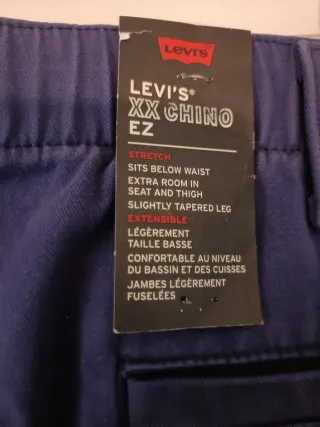 Levi's
LEVI'S®
XX CHINO
EZ
STRETCH
SITS BELOW WAIST
EXTRA ROOM IN
SEAT AND THIGH
SLIGHTLY TAPERED LEG
EXTENSIBLE
LÉGÈREMENT
TAILLE BASSE
CONFORTABLE AU NIVEAU
DU BASSIN ET DES CUISSES
JAMBES LÉGÈREMENT
FUSELÉES